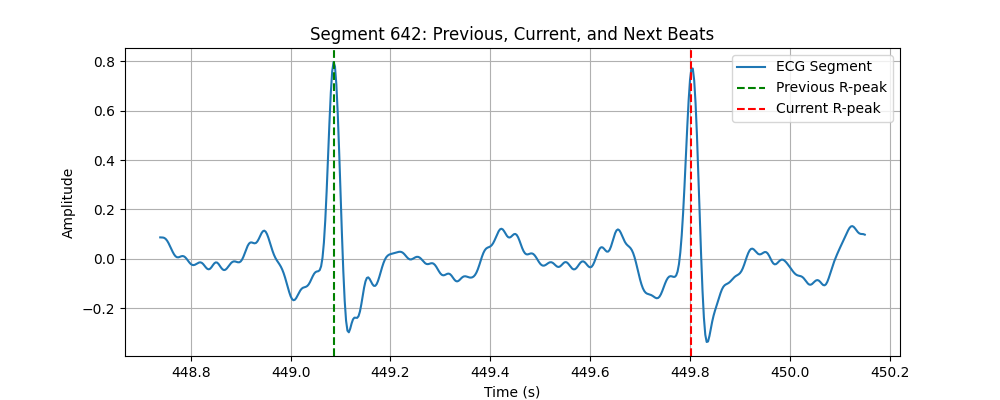 Segment 642: Previous, Current, and Next Beats
ECG Segment
Previous R-peak
Current R-peak
Amplitude
0.8
0.6
0.4
0.2
0.0
−0.2
448.8 449.0 449.2 449.4 449.6 449.8 450.0 450.2
Time (s)